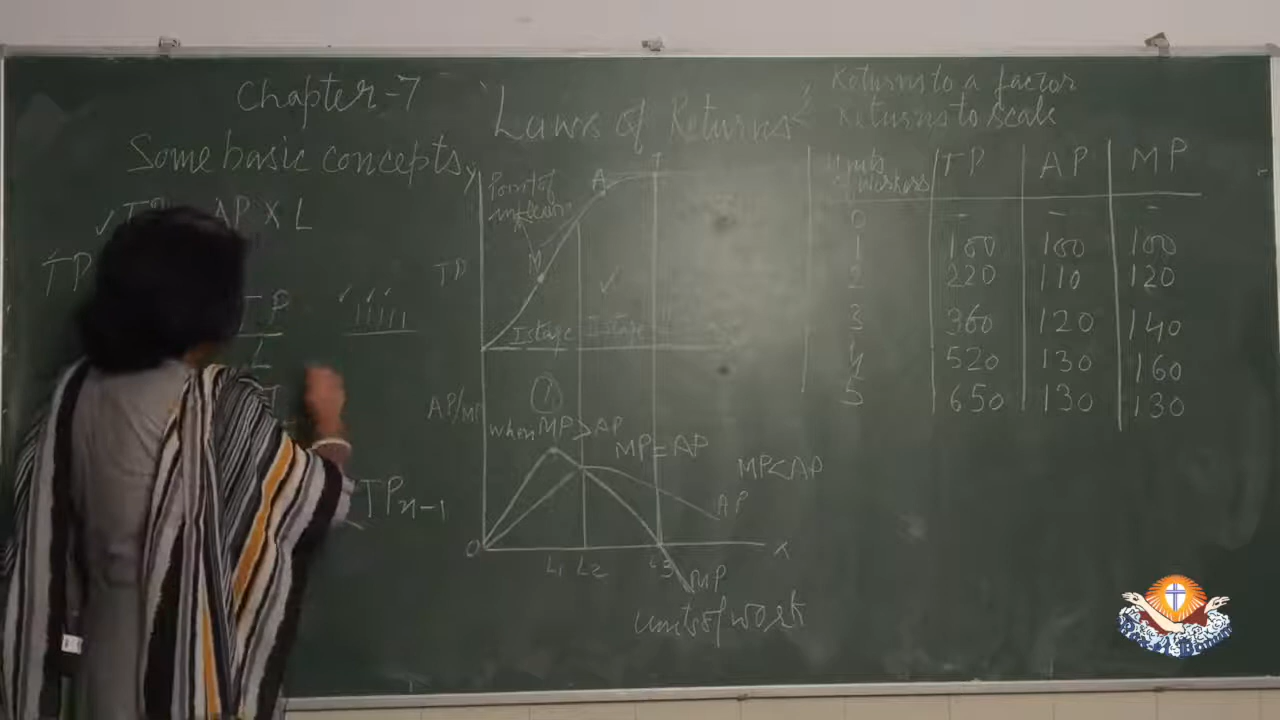 Chapter-7
'Laws of Returns'
Returns to a factor
Returns to scale
Some basic concepts
AP X L
TP
TP
L
TPn-1
Y
Point of
A
M
TP
I stage II stage
AP/MP
1
when MP > AP
MP = AP
MP < AP
AP
O
L1 L2 L3
X
MP
units of work
units
of workers TP AP MP
0 - - -
1 100 100 100
2 220 110 120
3 360 120 140
4 520 130 160
5 650 130 130